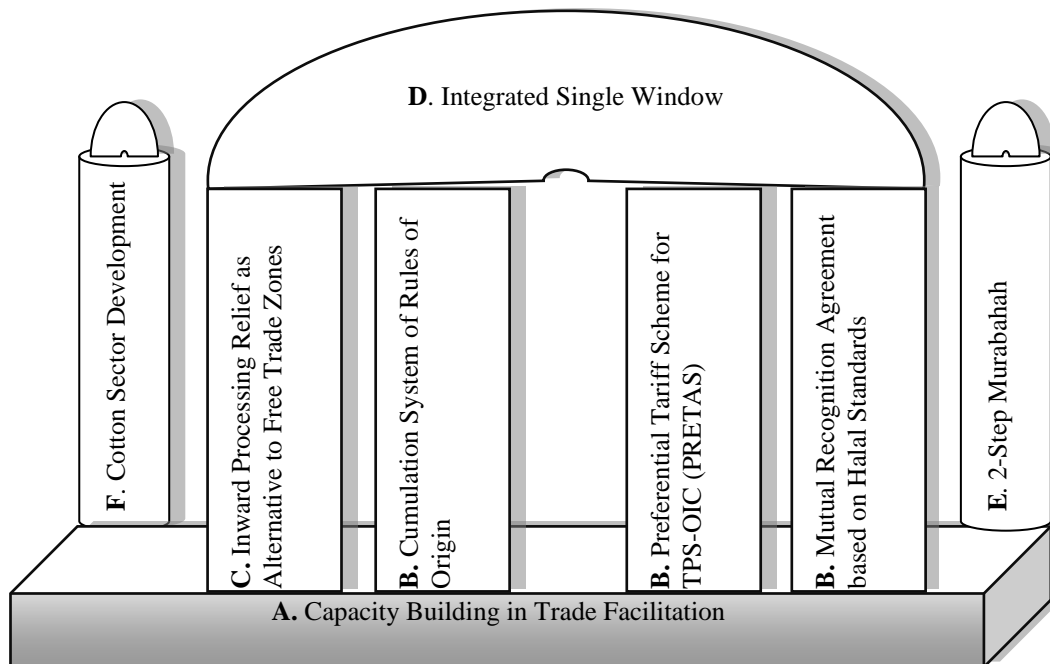 D. Integrated Single Window
F. Cotton Sector Development
C. Inward Processing Relief as
Alternative to Free Trade Zones
B. Cumulation System of Rules of
Origin
B. Preferential Tariff Scheme for
TPS-OIC (PRETAS)
B. Mutual Recognition Agreement
based on Halal Standards
E. 2-Step Murabahah
A. Capacity Building in Trade Facilitation